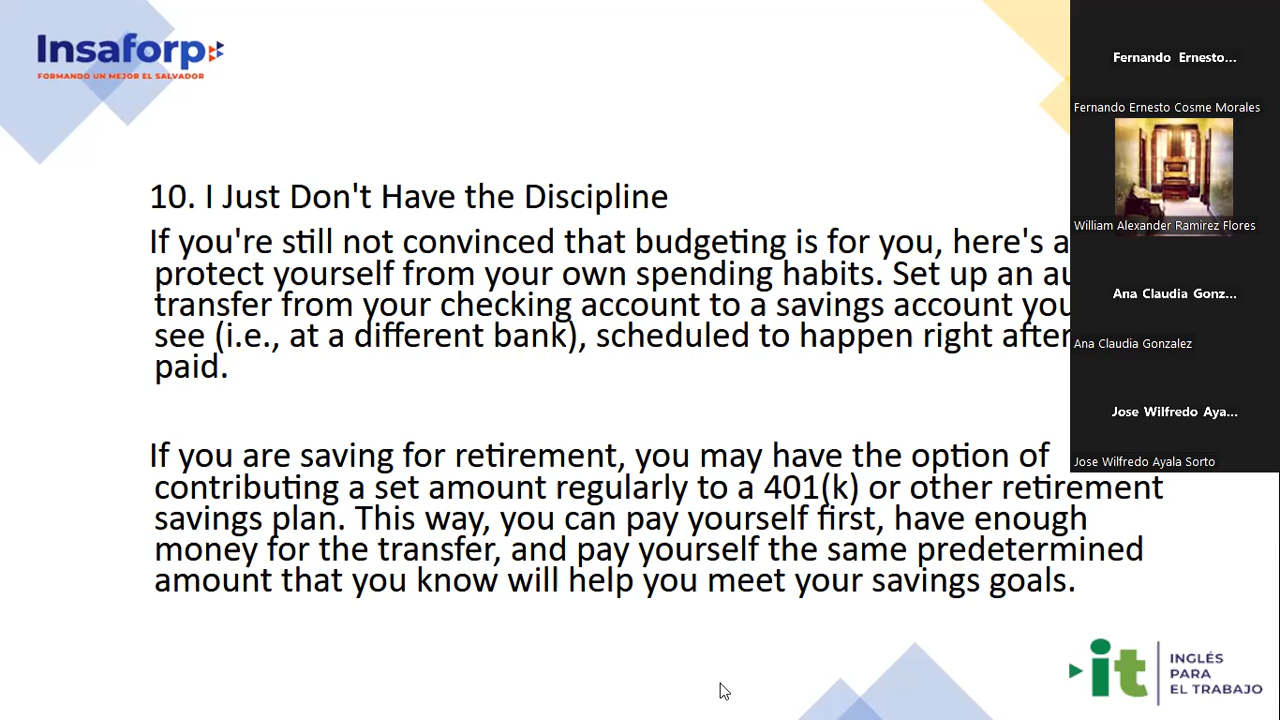 Insaforp
FORMANDO UN MEJOR EL SALVADOR
10. I Just Don't Have the Discipline
If you're still not convinced that budgeting is for you, here's a
protect yourself from your own spending habits. Set up an au
transfer from your checking account to a savings account you
see (i.e., at a different bank), scheduled to happen right after
paid.
If you are saving for retirement, you may have the option of
contributing a set amount regularly to a 401(k) or other retirement
savings plan. This way, you can pay yourself first, have enough
money for the transfer, and pay yourself the same predetermined
amount that you know will help you meet your savings goals.
Fernando Ernesto...
Fernando Ernesto Cosme Morales
William Alexander Ramirez Flores
Ana Claudia Gonz...
Ana Claudia Gonzalez
Jose Wilfredo Aya...
Jose Wilfredo Ayala Sorto
it
INGLÉS
PARA
EL TRABAJO